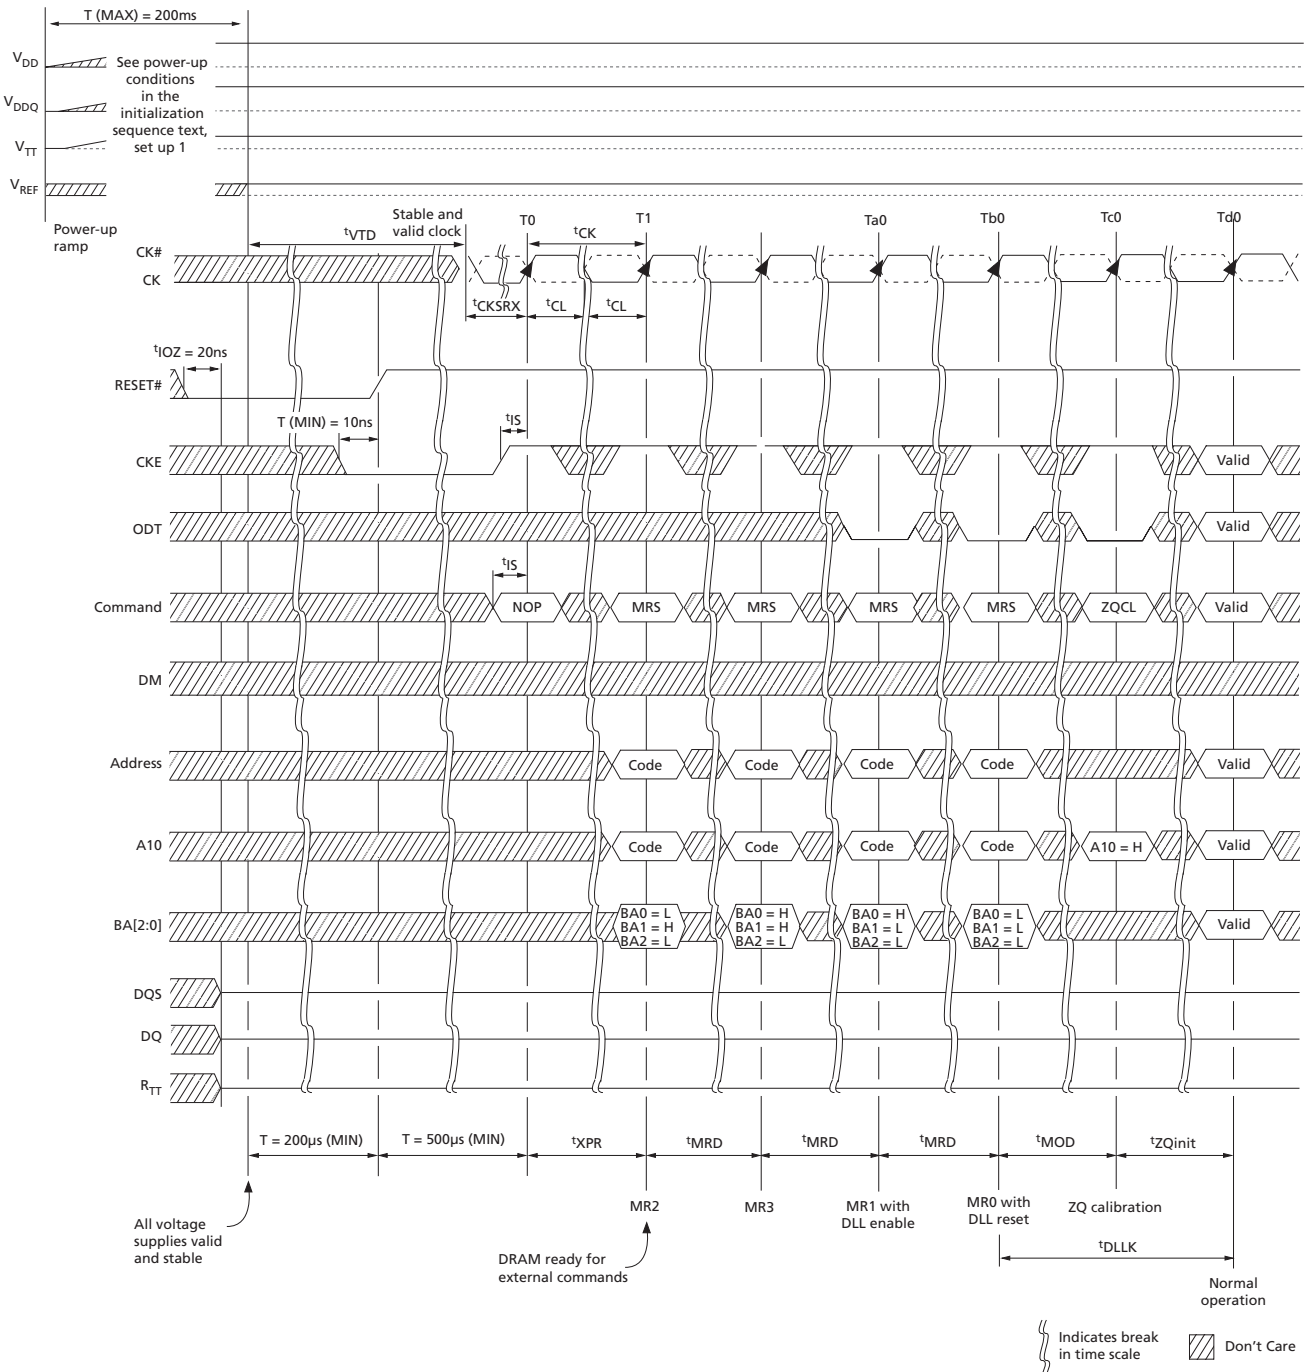 T (MAX) = 200ms
VDD
See power-up
conditions
in the
initialization
sequence text,
set up 1
VDDQ
VTT
VREF
Power-up
ramp
tVTD
Stable and
valid clock
T0
T1
Ta0
Tb0
Tc0
Td0
tCK
CK#
CK
tCKSRX
tCL
tCL
tIOZ = 20ns
RESET#
T (MIN) = 10ns
tIS
CKE
Valid
ODT
Valid
tIS
Command
NOP
MRS
MRS
MRS
MRS
ZQCL
Valid
DM
Address
Code
Code
Code
Code
Valid
A10
Code
Code
Code
Code
A10 = H
Valid
BA[2:0]
BA0 = L
BA1 = H
BA2 = L
BA0 = H
BA1 = H
BA2 = L
BA0 = H
BA1 = L
BA2 = L
BA0 = L
BA1 = L
BA2 = L
Valid
DQS
DQ
RTT
T = 200µs (MIN)
T = 500µs (MIN)
tXPR
tMRD
tMRD
tMRD
tMOD
tZQinit
All voltage
supplies valid
and stable
MR2
MR3
MR1 with
DLL enable
MR0 with
DLL reset
ZQ calibration
DRAM ready for
external commands
tDLLK
Normal
operation
Indicates break
in time scale
Don't Care